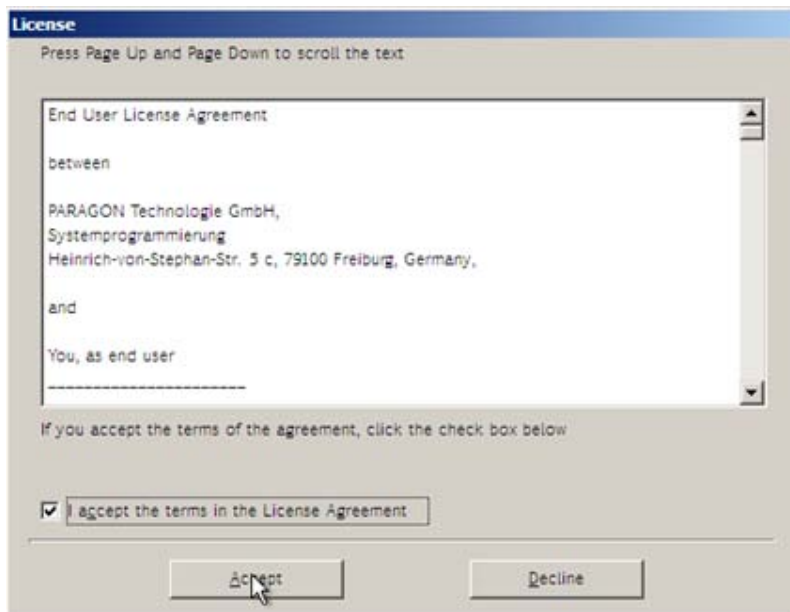 License
Press Page Up and Page Down to scroll the text
End User License Agreement
between
PARAGON Technologie GmbH,
Systemprogrammierung
Heinrich-von-Stephan-Str. 5 c, 79100 Freiburg, Germany,
and
You, as end user
----------------------
If you accept the terms of the agreement, click the check box below
I accept the terms in the License Agreement
Accept
Decline